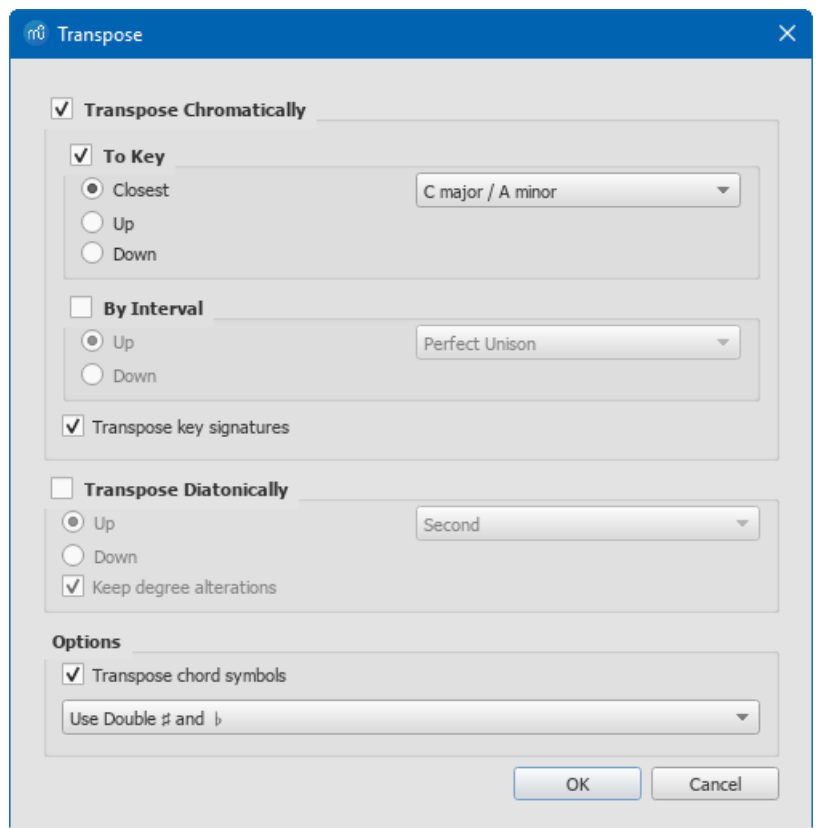 Transpose
Transpose Chromatically
To Key
Closest
C major / A minor
Up
Down
By Interval
Up
Perfect Unison
Down
Transpose key signatures
Transpose Diatonically
Up
Second
Down
Keep degree alterations
Options
Transpose chord symbols
Use Double ♯ and ♭
OK
Cancel